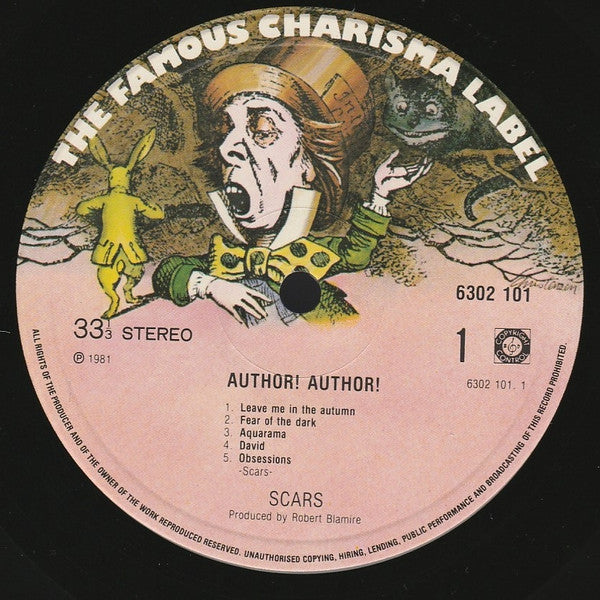 THE FAMOUS CHARISMA LABEL
Christensen
6302 101
33⅓ STEREO
℗ 1981
1
COPYRIGHT
CONTROL
6302 101. 1
AUTHOR! AUTHOR!
1. Leave me in the autumn
2. Fear of the dark
3. Aquarama
4. David
5. Obsessions
-Scars-
SCARS
Produced by Robert Blamire
ALL RIGHTS OF THE PRODUCER AND OF THE OWNER OF THE WORK REPRODUCED RESERVED. UNAUTHORISED COPYING, HIRING, LENDING, PUBLIC PERFORMANCE AND BROADCASTING OF THIS RECORD PROHIBITED.